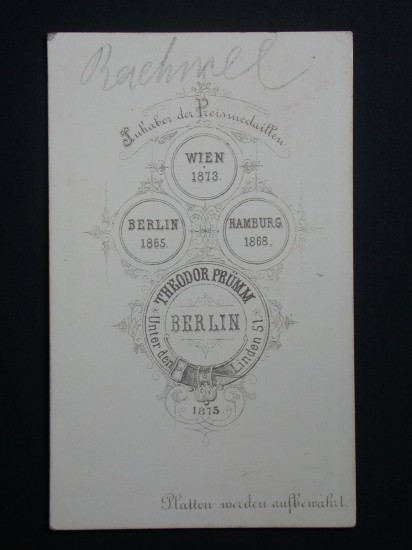 Rachmel
Inhaber der Preismedaillen
WIEN
1873.
BERLIN
1865.
HAMBURG
1868.
THEODOR PRÜMM
BERLIN
Unter den Linden 51
1875
Platten werden aufbewahrt.